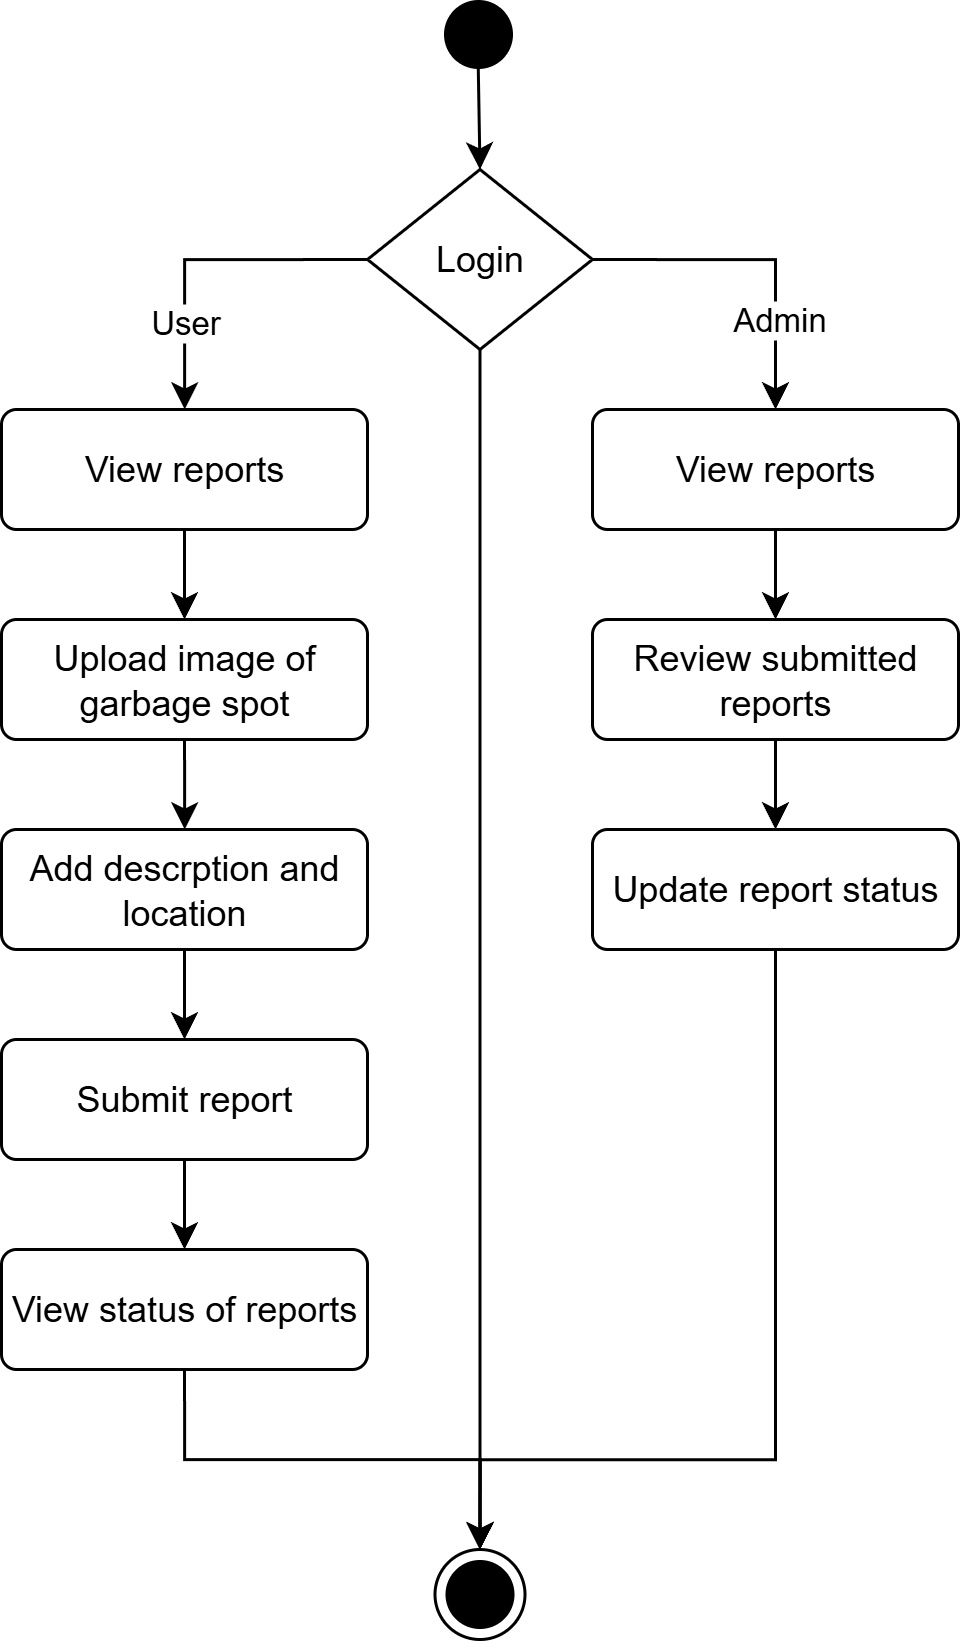 Login
User
Admin
View reports
View reports
Upload image of
garbage spot
Review submitted
reports
Add descrption and
location
Update report status
Submit report
View status of reports